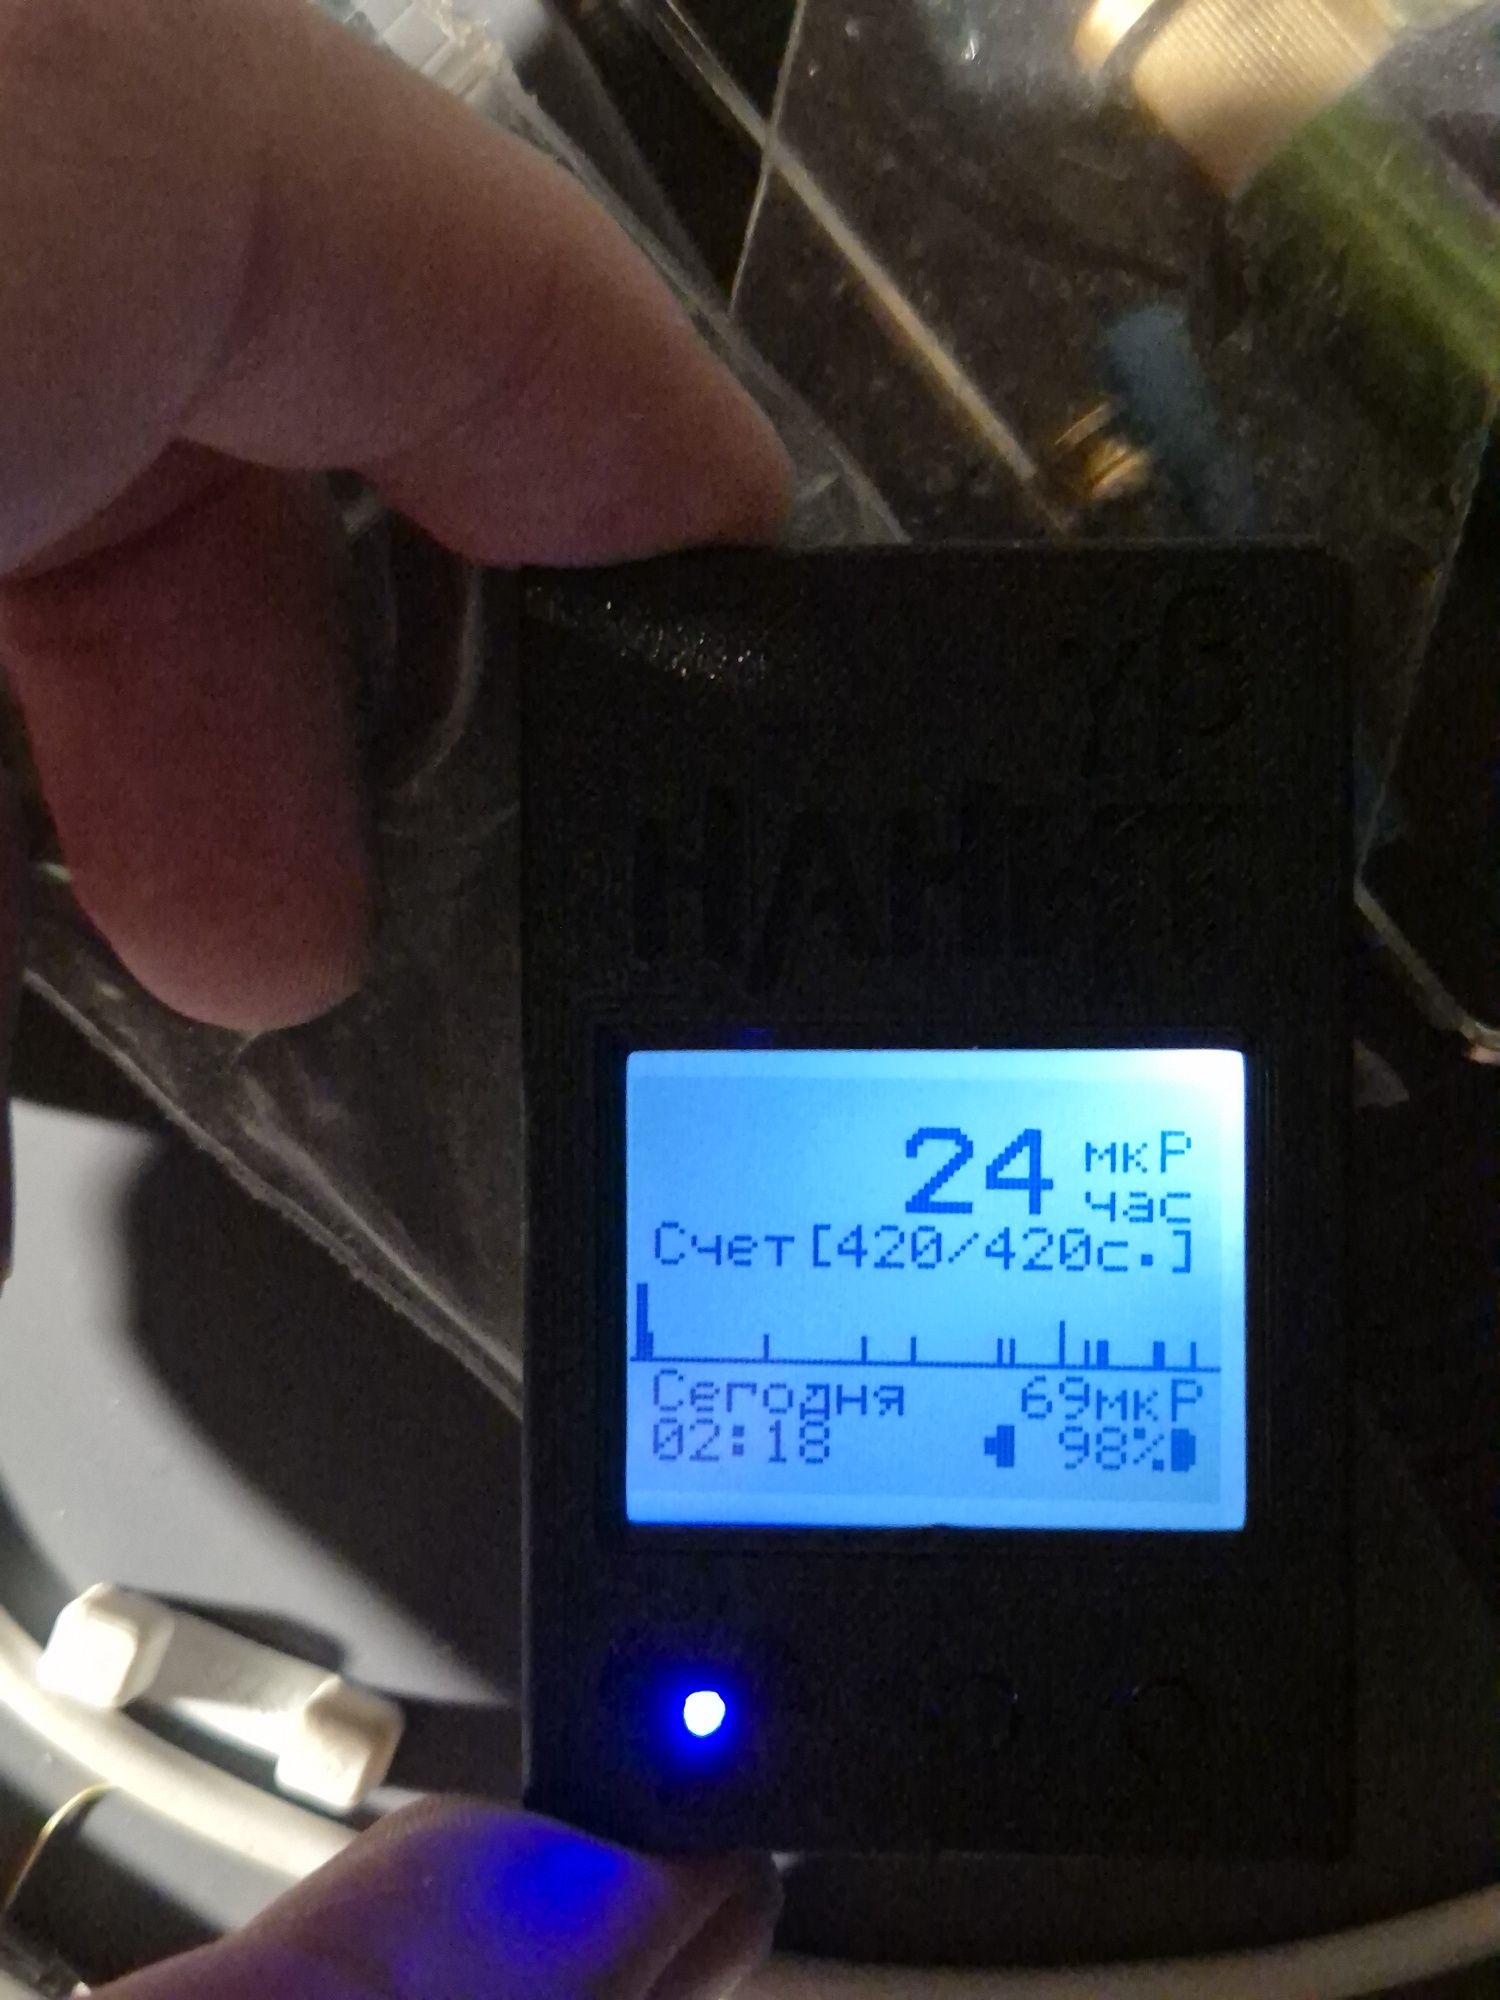 24 мкР
час
Счет[420/420с.]
Сегодня 69мкР
02:18 98%